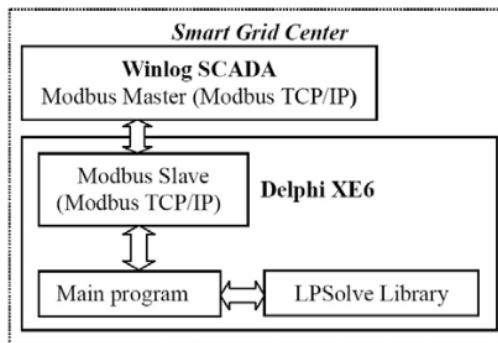 Smart Grid Center
Winlog SCADA
Modbus Master (Modbus TCP/IP)
Modbus Slave
(Modbus TCP/IP)
Delphi XE6
Main program
LPSolve Library